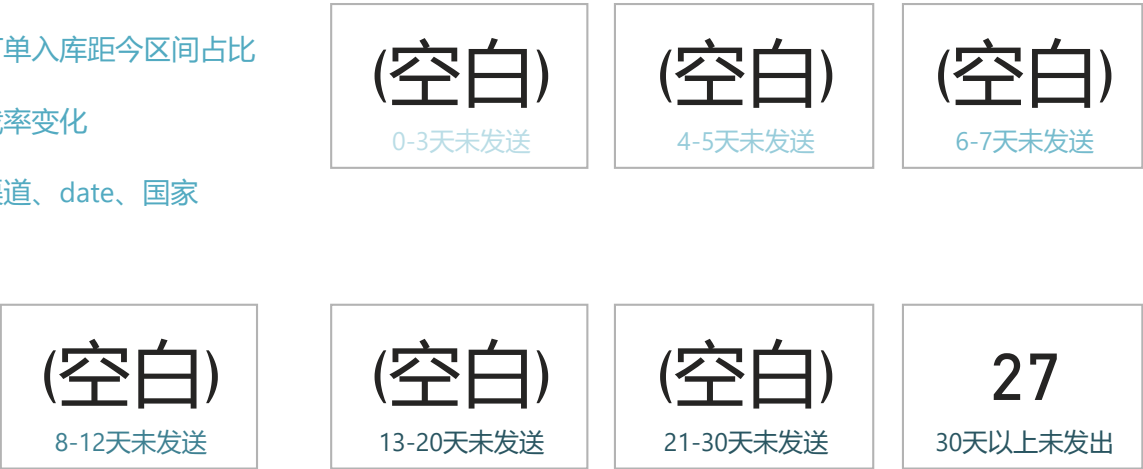 单入库距今区间占比
率变化
道、date、国家
(空白)
0-3天未发送
(空白)
4-5天未发送
(空白)
6-7天未发送
(空白)
8-12天未发送
(空白)
13-20天未发送
(空白)
21-30天未发送
27
30天以上未发出